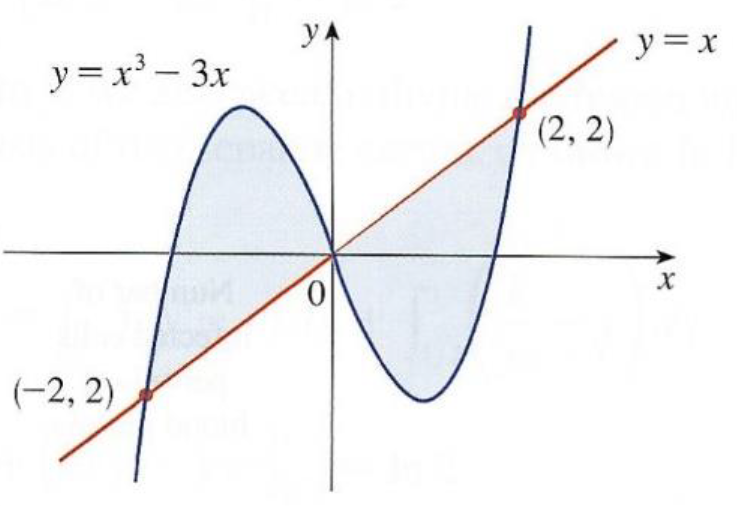 y
y = x
y = x³ − 3x
(2, 2)
x
0
(−2, 2)